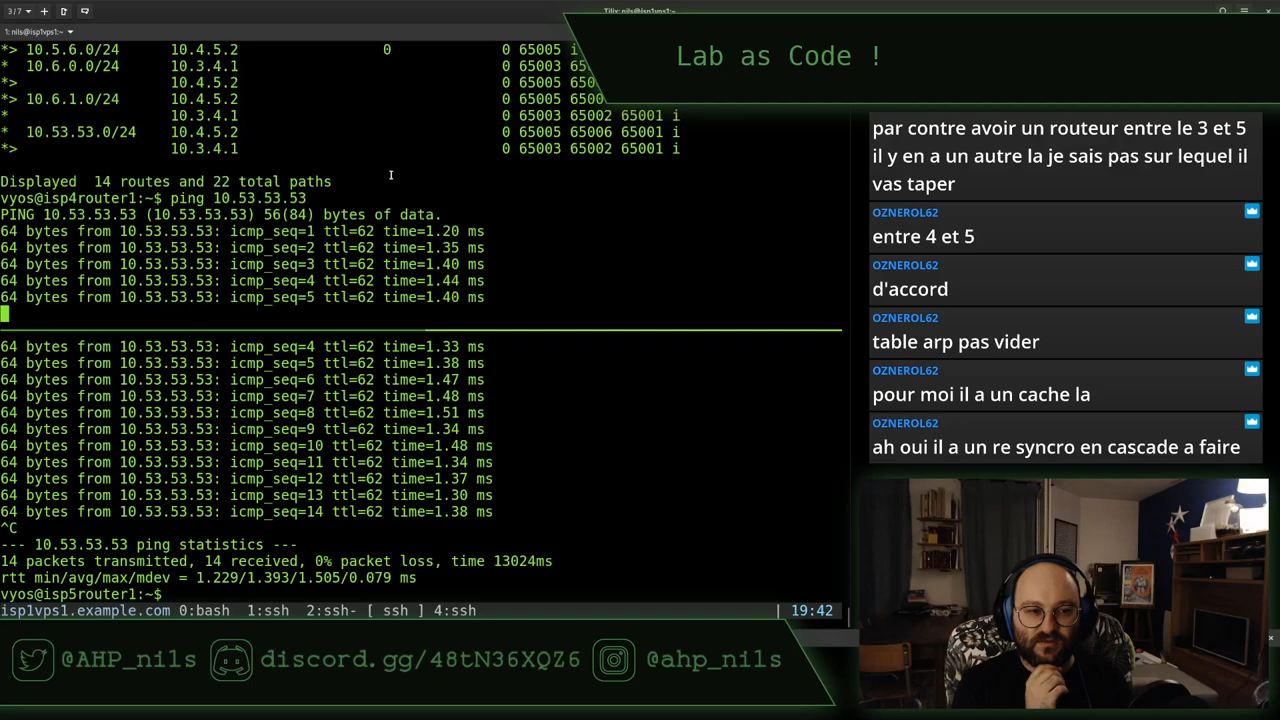 3/7
Tilix: nils@isp1vps:~
1: nils@isp1vps:~
Lab as Code !
*> 10.5.6.0/24      10.4.5.2                 0             0 65005 i
*  10.6.0.0/24      10.3.4.1                               0 65003 65002
*>                  10.4.5.2                               0 65005
*> 10.6.1.0/24      10.4.5.2                               0 65005
*                   10.3.4.1                               0 65003 65002 65001 i
*  10.53.53.0/24    10.4.5.2                               0 65005 65006 65001 i
*>                  10.3.4.1                               0 65003 65002 65001 i
Displayed  14 routes and 22 total paths
vyos@isp4router1:~$ ping 10.53.53.53
PING 10.53.53.53 (10.53.53.53) 56(84) bytes of data.
64 bytes from 10.53.53.53: icmp_seq=1 ttl=62 time=1.20 ms
64 bytes from 10.53.53.53: icmp_seq=2 ttl=62 time=1.35 ms
64 bytes from 10.53.53.53: icmp_seq=3 ttl=62 time=1.40 ms
64 bytes from 10.53.53.53: icmp_seq=4 ttl=62 time=1.44 ms
64 bytes from 10.53.53.53: icmp_seq=5 ttl=62 time=1.40 ms
64 bytes from 10.53.53.53: icmp_seq=4 ttl=62 time=1.33 ms
64 bytes from 10.53.53.53: icmp_seq=5 ttl=62 time=1.38 ms
64 bytes from 10.53.53.53: icmp_seq=6 ttl=62 time=1.47 ms
64 bytes from 10.53.53.53: icmp_seq=7 ttl=62 time=1.48 ms
64 bytes from 10.53.53.53: icmp_seq=8 ttl=62 time=1.51 ms
64 bytes from 10.53.53.53: icmp_seq=9 ttl=62 time=1.34 ms
64 bytes from 10.53.53.53: icmp_seq=10 ttl=62 time=1.48 ms
64 bytes from 10.53.53.53: icmp_seq=11 ttl=62 time=1.34 ms
64 bytes from 10.53.53.53: icmp_seq=12 ttl=62 time=1.37 ms
64 bytes from 10.53.53.53: icmp_seq=13 ttl=62 time=1.30 ms
64 bytes from 10.53.53.53: icmp_seq=14 ttl=62 time=1.38 ms
^C
--- 10.53.53.53 ping statistics ---
14 packets transmitted, 14 received, 0% packet loss, time 13024ms
rtt min/avg/max/mdev = 1.229/1.393/1.505/0.079 ms
vyos@isp5router1:~$
isp1vps1.example.com 0:bash  1:ssh  2:ssh- [ ssh ] 4:ssh | 19:42
par contre avoir un routeur entre le 3 et 5
il y en a un autre la je sais pas sur lequel il
vas taper
OZNEROL62
entre 4 et 5
OZNEROL62
d'accord
OZNEROL62
table arp pas vider
OZNEROL62
pour moi il a un cache la
OZNEROL62
ah oui il a un re syncro en cascade a faire
@AHP_nils discord.gg/48tN36XQZ6 @ahp_nils